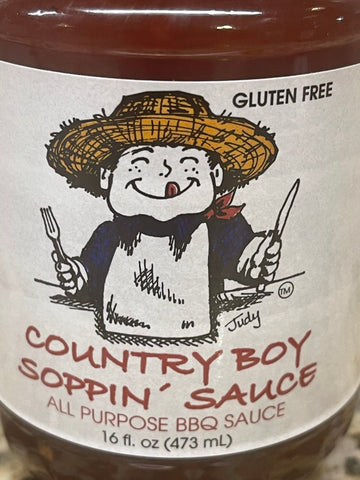 GLUTEN FREE
Judy
TM
COUNTRY BOY
SOPPIN´ SAUCE
ALL PURPOSE BBQ SAUCE
16 fl. oz (473 mL)